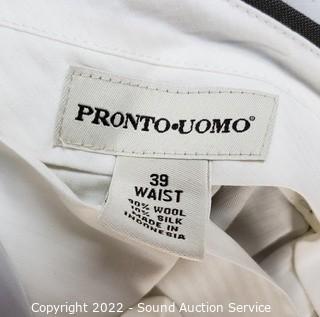 PRONTO•UOMO®
39
WAIST
90% WOOL
10% SILK
MADE IN
INDONESIA
Copyright 2022 - Sound Auction Service